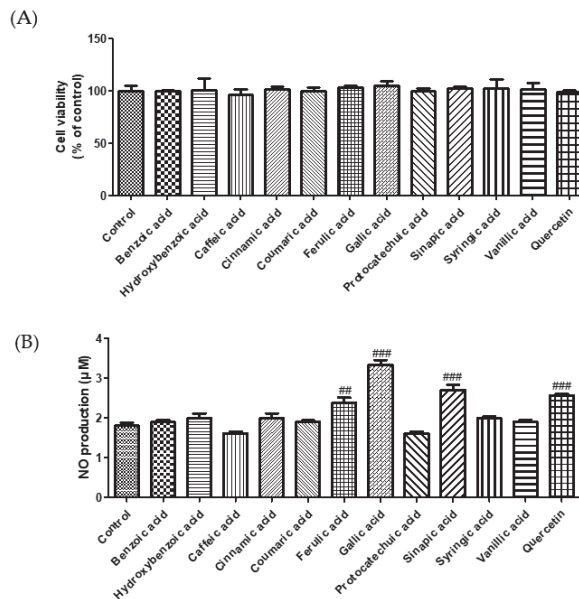 (A)
Cell viability
(% of control)
150
100
50
0
Control
Benzoic acid
Hydroxybenzoic acid
Caffeic acid
Cinnamic acid
Coumaric acid
Ferulic acid
Gallic acid
Protocatechuic acid
Sinapic acid
Syringic acid
Vanillic acid
Quercetin
(B)
NO production (μM)
4
3
2
1
0
##
###
###
###
Control
Benzoic acid
Hydroxybenzoic acid
Caffeic acid
Cinnamic acid
Coumaric acid
Ferulic acid
Gallic acid
Protocatechuic acid
Sinapic acid
Syringic acid
Vanillic acid
Quercetin